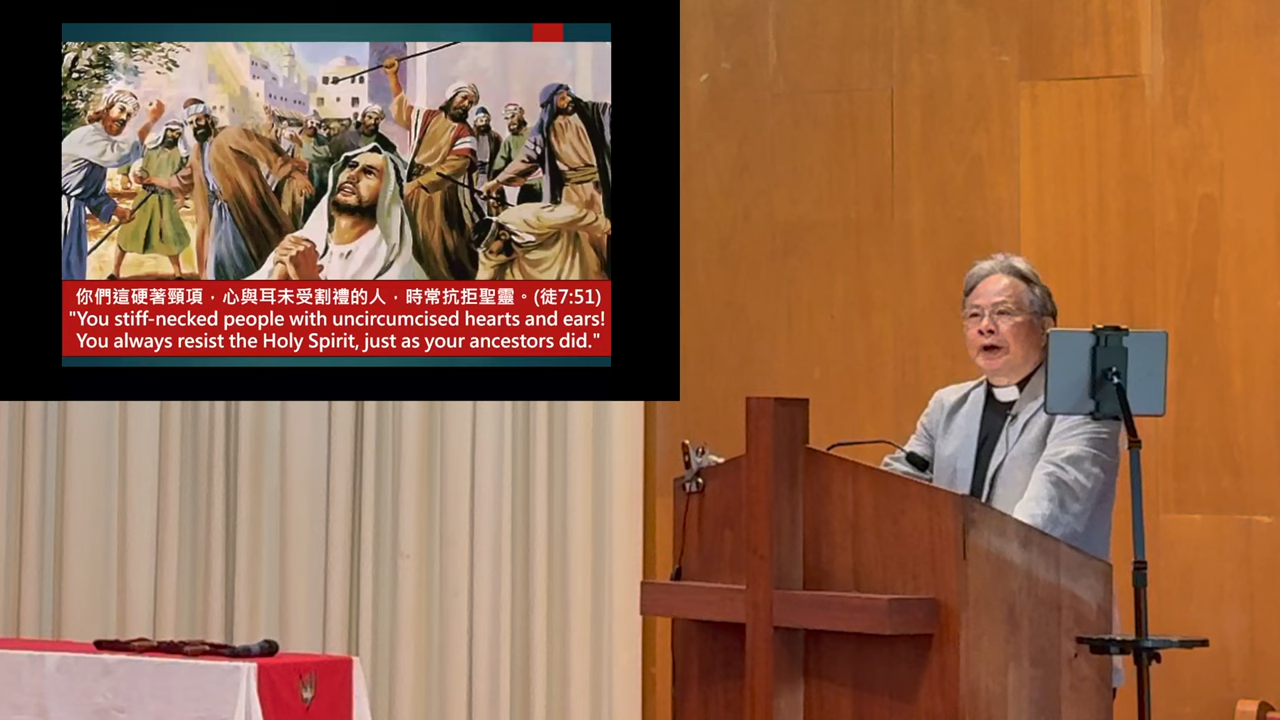 你們這硬著頸項，心與耳未受割禮的人，時常抗拒聖靈。(徒7:51)
"You stiff-necked people with uncircumcised hearts and ears!
You always resist the Holy Spirit, just as your ancestors did."